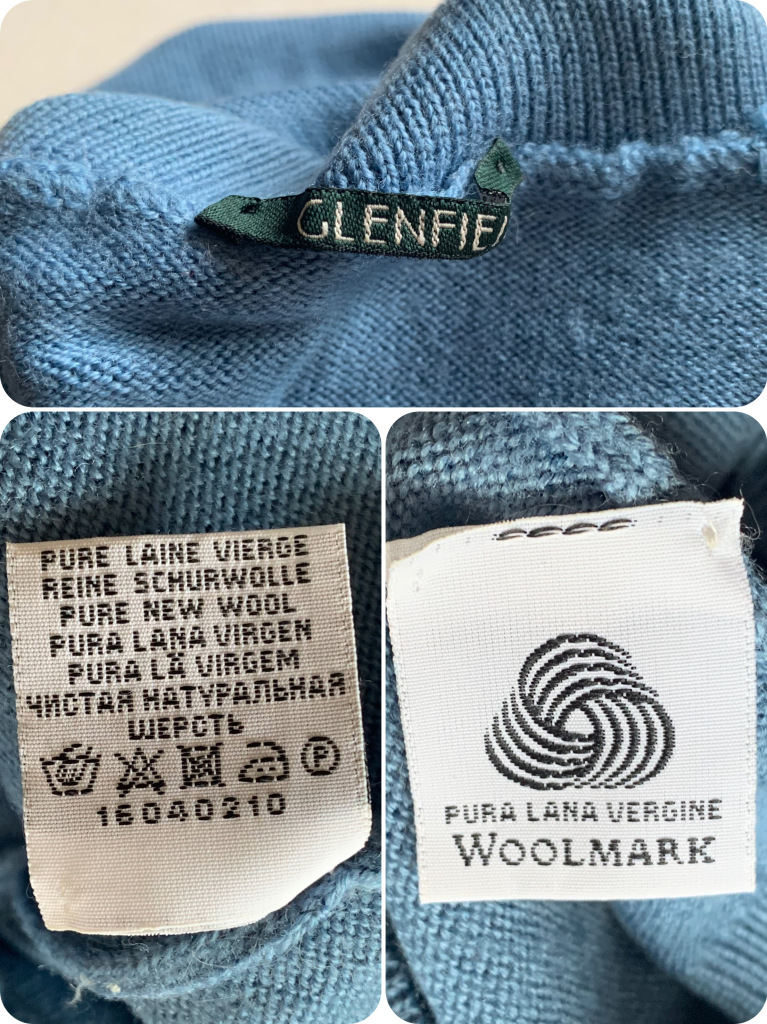 GLENFIE
PURE LAINE VIERGE
REINE SCHURWOLLE
PURE NEW WOOL
PURA LANA VIRGEN
PURA LÃ VIRGEM
ЧИСТАЯ НАТУРАЛЬНАЯ
ШЕРСТЬ
P
16040210
PURA LANA VERGINE
WOOLMARK